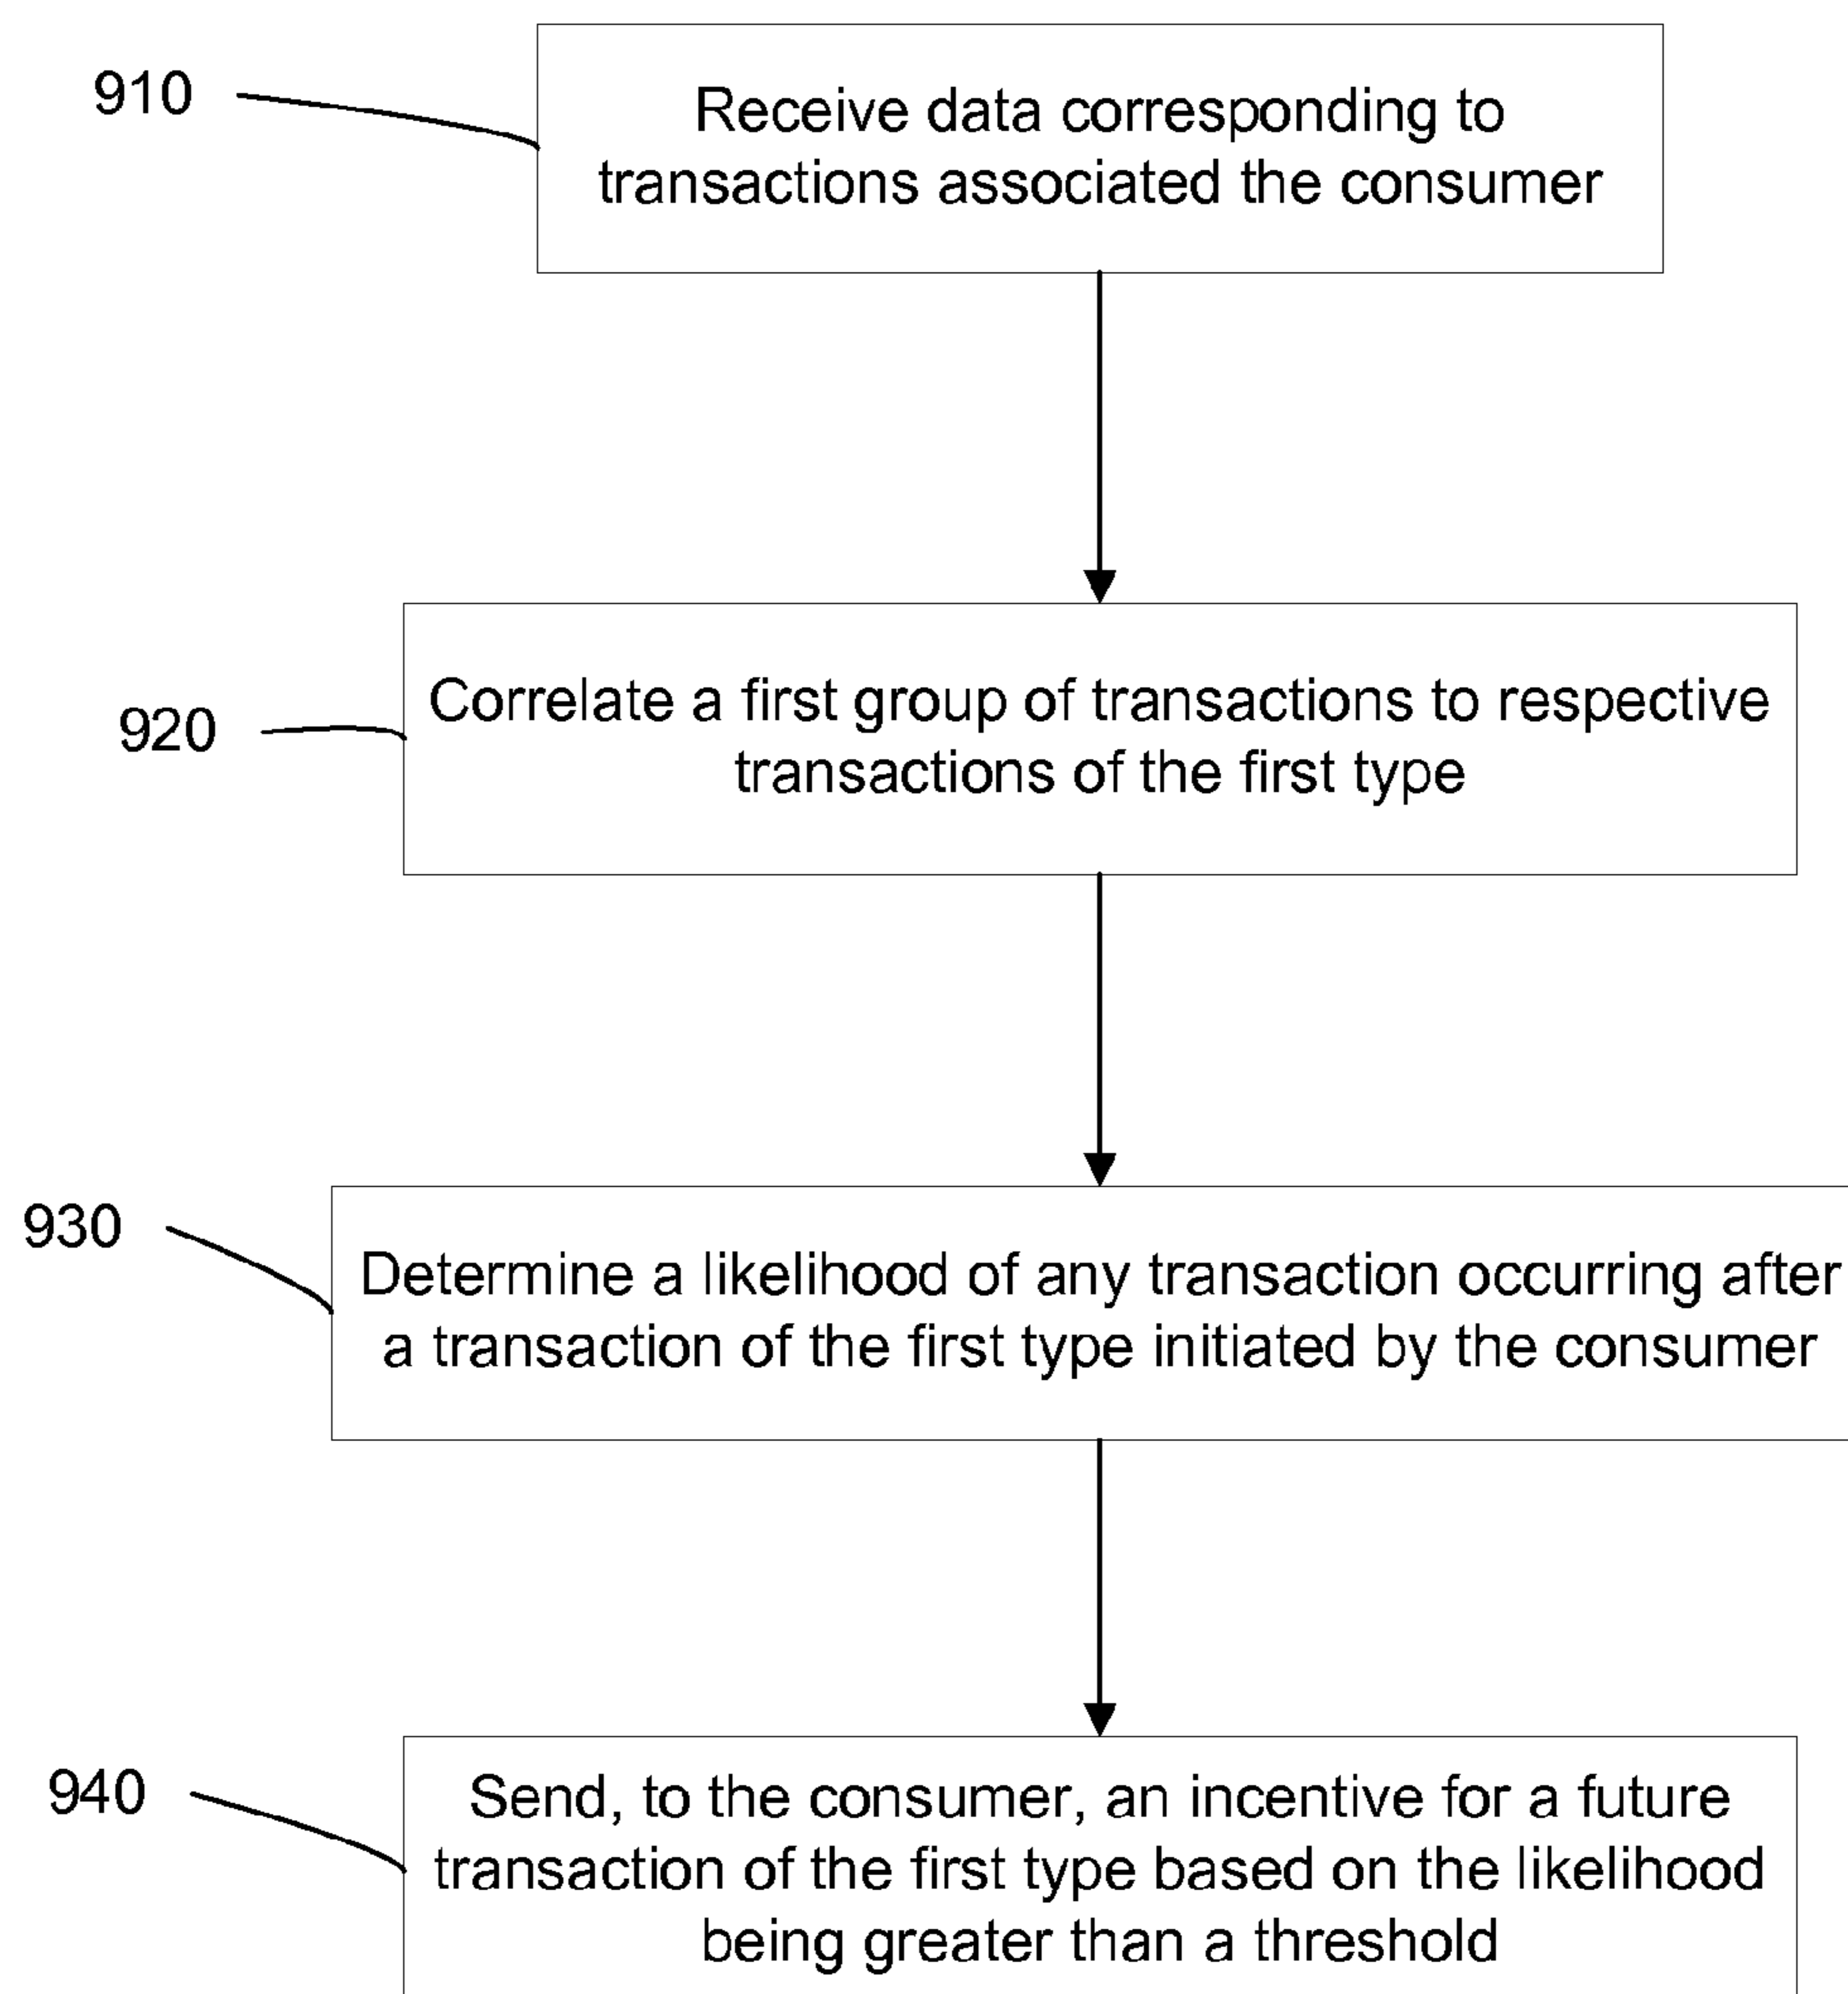 910
Receive data corresponding to
transactions associated the consumer
920
Correlate a first group of transactions to respective
transactions of the first type
930
Determine a likelihood of any transaction occurring after
a transaction of the first type initiated by the consumer
940
Send, to the consumer, an incentive for a future
transaction of the first type based on the likelihood
being greater than a threshold